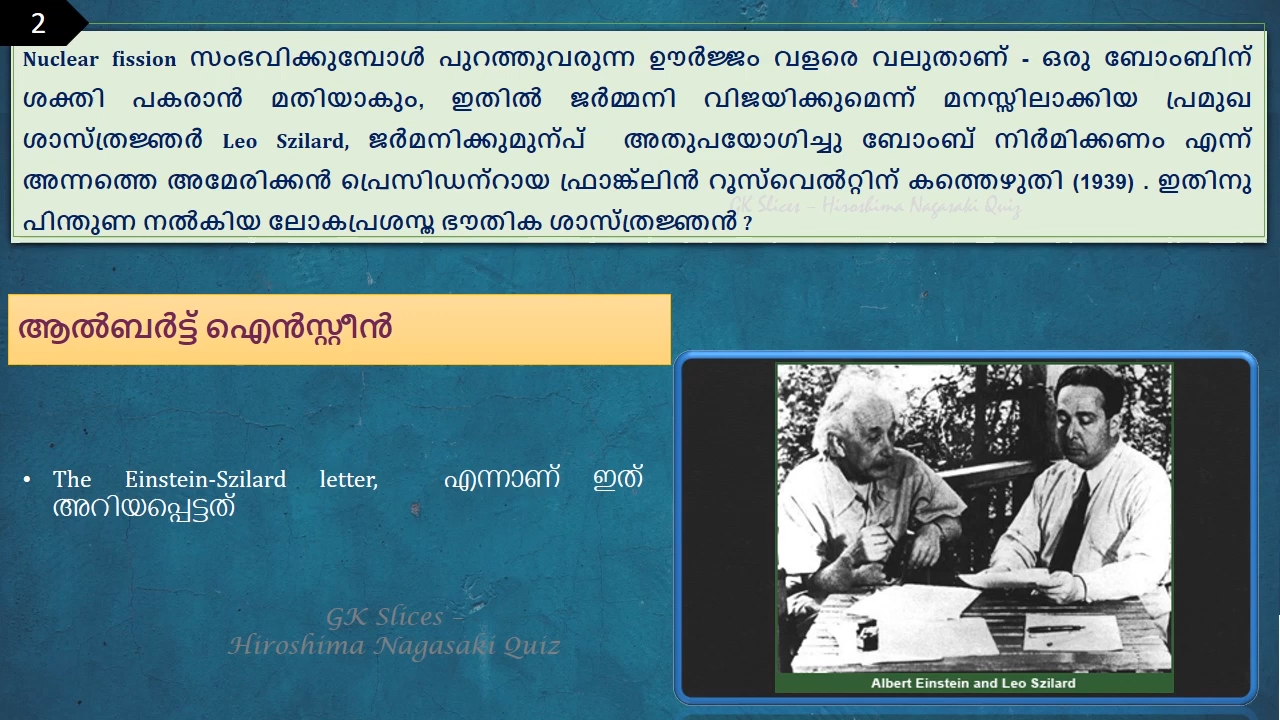 2
Nuclear fission സംഭവിക്കുമ്പോൾ പുറത്തുവരുന്ന ഊർജ്ജം വളരെ വലുതാണ് - ഒരു ബോംബിന്
ശക്തി പകരാൻ മതിയാകും, ഇതിൽ ജർമ്മനി വിജയിക്കുമെന്ന് മനസ്സിലാക്കിയ പ്രമുഖ
ശാസ്ത്രജ്ഞർ Leo Szilard, ജർമനിക്കുമുന്പ് അതുപയോഗിച്ചു ബോംബ് നിർമിക്കണം എന്ന്
അന്നത്തെ അമേരിക്കൻ പ്രെസിഡന്റായ ഫ്രാങ്ക്‌ലിൻ റൂസ്‌വെൽറ്റിന് കത്തെഴുതി (1939) . ഇതിനു
GK Slices – Hiroshima Nagasaki Quiz
പിന്തുണ നൽകിയ ലോകപ്രശസ്ത ഭൗതിക ശാസ്ത്രജ്ഞൻ ?
ആൽബർട്ട് ഐൻസ്റ്റീൻ
• The Einstein-Szilard letter, എന്നാണ് ഇത്
അറിയപ്പെട്ടത്
GK Slices –
Hiroshima Nagasaki Quiz
Albert Einstein and Leo Szilard